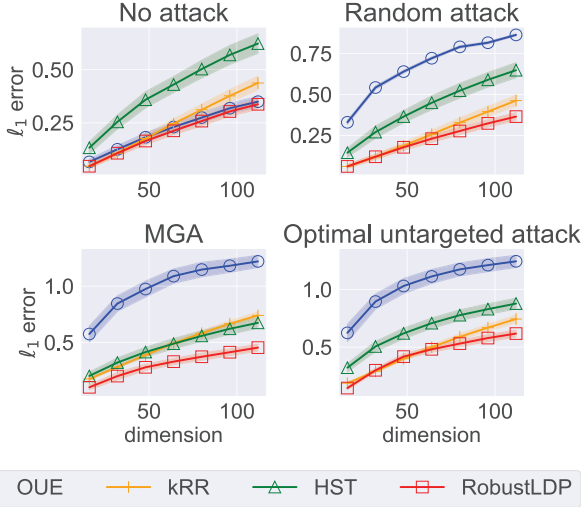 No attack Random attack
ℓ1 error
0.50
0.25
50 100
0.75
0.50
0.25
50 100
MGA Optimal untargeted attack
ℓ1 error
1.0
0.5
50 100
dimension
1.0
0.5
50 100
dimension
OUE kRR HST RobustLDP